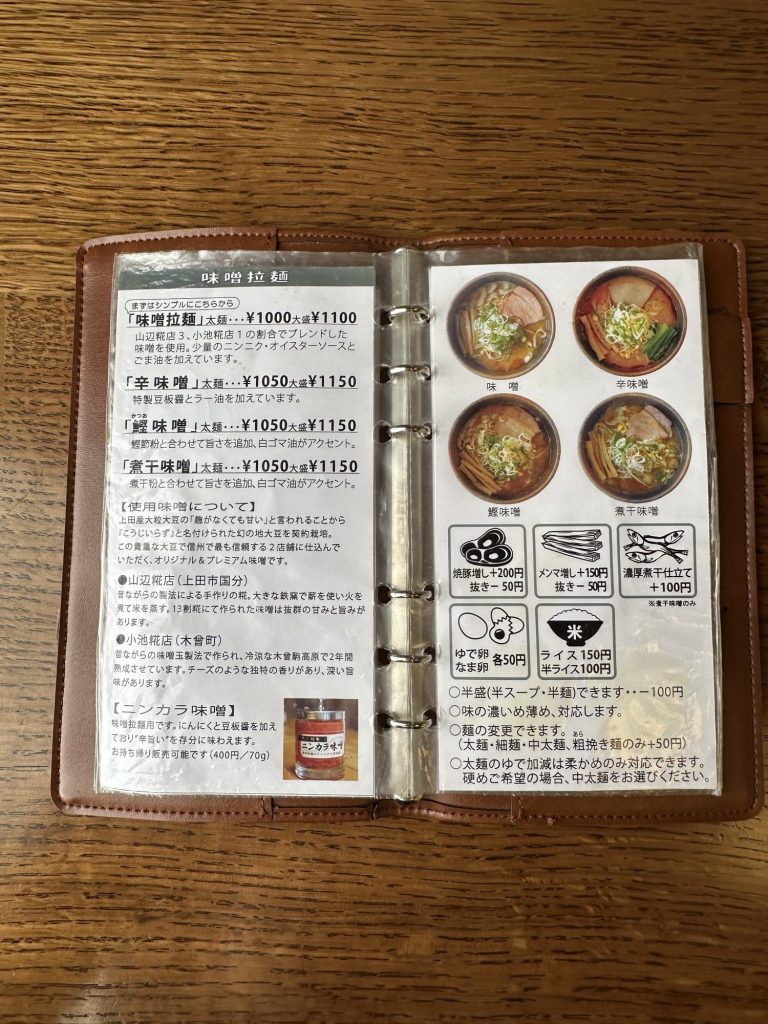 味噌拉麺
まずはシンプルにこちらから
「味噌拉麺」太麺･･･¥1000大盛¥1100
山辺糀店３、小池糀店１の割合でブレンドした
味噌を使用。少量のニンニク・オイスターソースと
ごま油を加えています。
「辛味噌」太麺･･･¥1050大盛¥1150
特製豆板醤とラー油を加えています。
かつお
「鰹味噌」太麺･･･¥1050大盛¥1150
鰹節粉と合わせて旨さを追加、白ゴマ油がアクセント。
「煮干味噌」太麺･･･¥1050大盛¥1150
煮干粉と合わせて旨さを追加、白ゴマ油がアクセント。
【使用味噌について】
上田産大粒大豆の「麹がなくても甘い」と言われることから
『こうじいらず』と名付けられた幻の地大豆を契約栽培。
この貴重な大豆で信州で最も信頼する２店舗に仕込んで
いただく、オリジナル＆プレミアム味噌です。
●山辺糀店（上田市国分）
昔ながらの製法による手作りの糀。大きな鉄窯で薪を使い火を
煮て米を蒸す。13割糀にて作られた味噌は抜群の甘みと旨みが
あります。
●小池糀店（木曾町）
昔ながらの味噌玉製法で作られ、冷涼な木曾駒高原で2年間
熟成させています。チーズのような独特の香りがあり、深い旨
味があります。
【ニンカラ味噌】
味噌拉麺用です。にんにくと豆板醤を加え
ており“辛旨い”を存分に味わえます。
お持ち帰り販売可能です（400円／70g）
ニンカラ味噌
味　噌
辛味噌
鰹味噌
煮干味噌
焼豚増し＋200円
抜きー 50円
メンマ増し＋150円
抜きー 50円
濃厚煮干仕立て
＋100円
※煮干味噌のみ
ゆで卵
なま卵
各50円
米
ライス 150円
半ライス100円
○半盛(半スープ・半麺)できます･･－100円
○味の濃いめ薄め、対応します。
○麺の変更できます。
あら
（太麺・細麺・中太麺、粗挽き麺のみ+50円）
○太麺のゆで加減は柔かめのみ対応できます。
硬めご希望の場合、中太麺をお選びください。